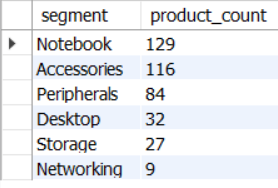 segment product_count
Notebook 129
Accessories 116
Peripherals 84
Desktop 32
Storage 27
Networking 9